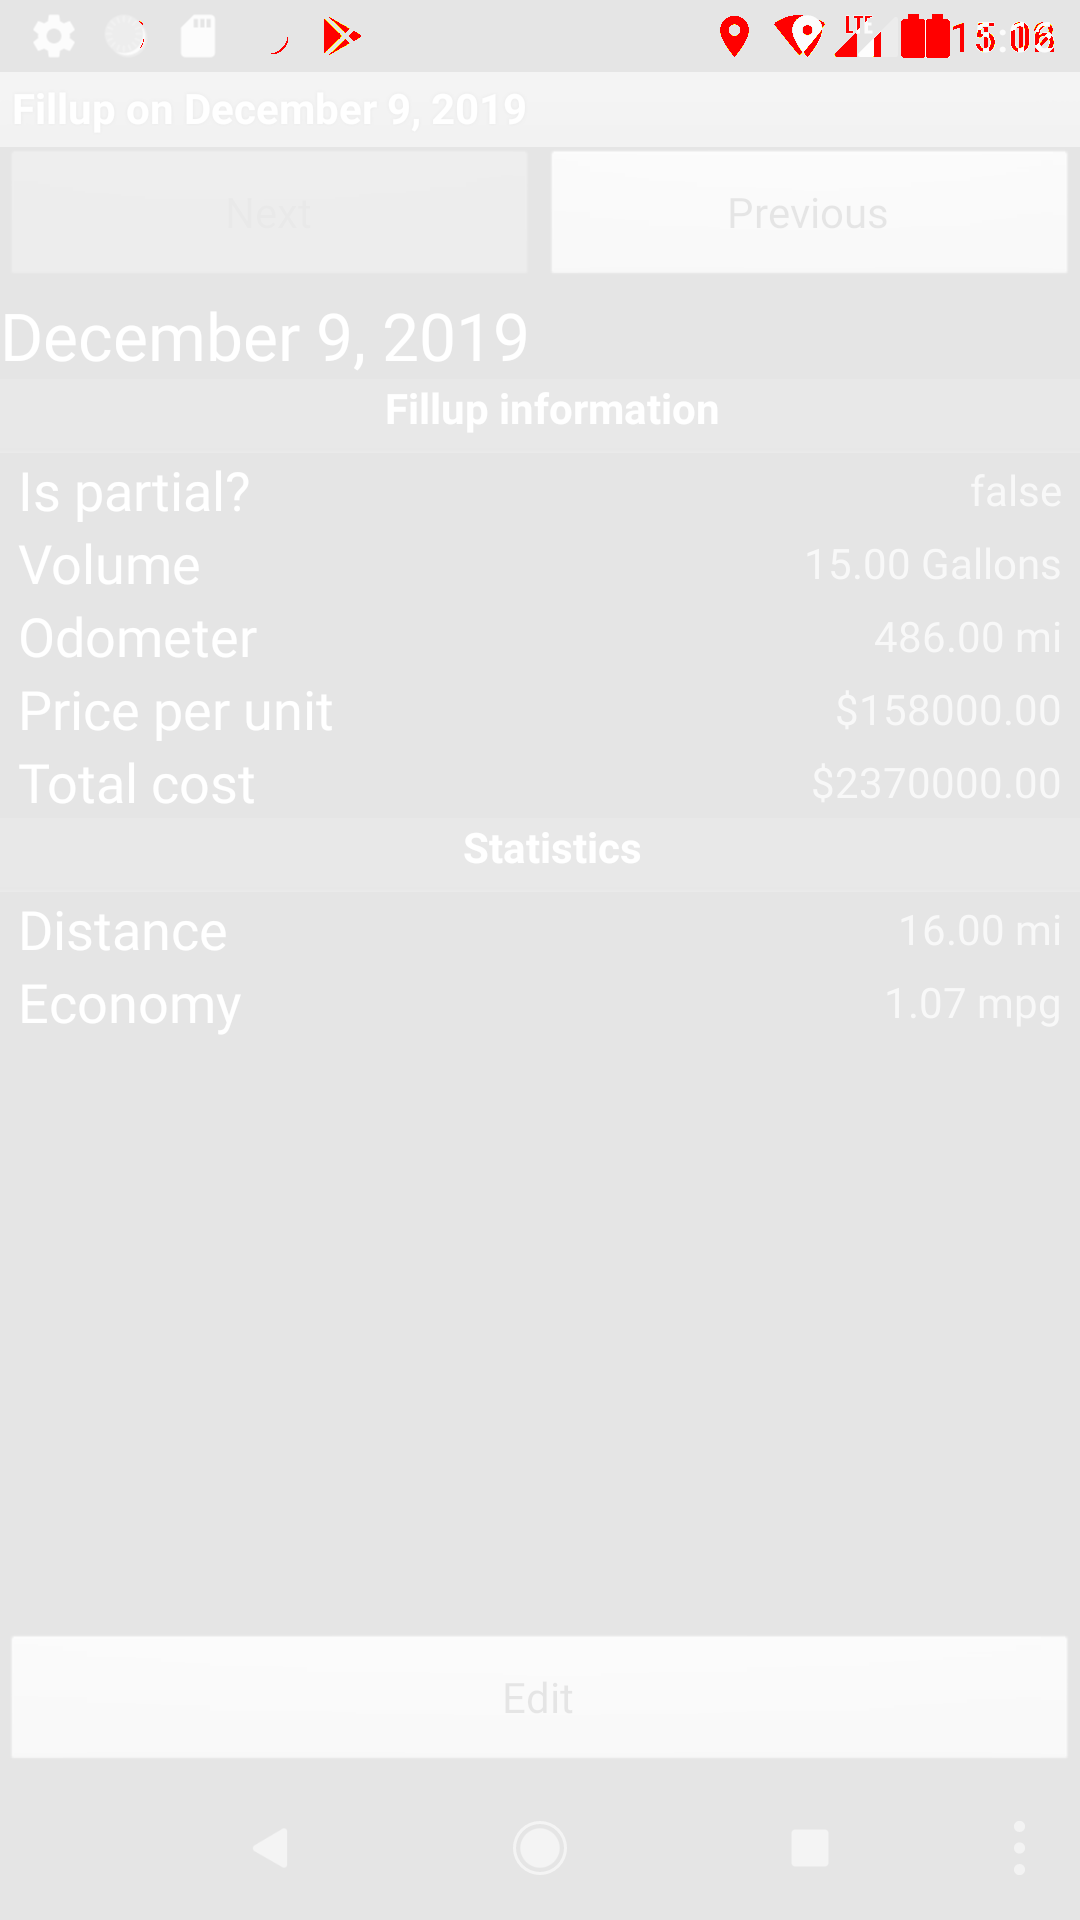 LTE
Fillup on December 9, 2019
Next Previous
December 9, 2019
Fillup information
Is partial? false
Volume 15.00 Gallons
Odometer 486.00 mi
Price per unit $158000.00
Total cost $2370000.00
Statistics
Distance 16.00 mi
Economy 1.07 mpg
Edit